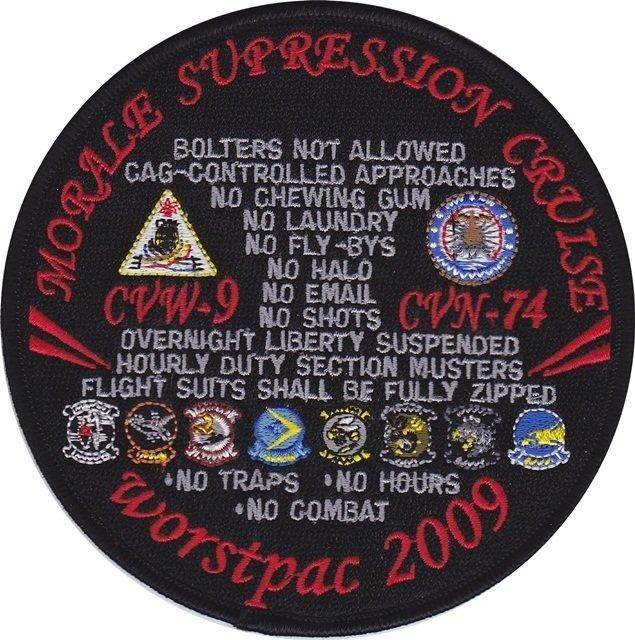 MORALE SUPRESSION CRUISE
BOLTERS NOT ALLOWED
CAG-CONTROLLED APPROACHES
NO CHEWING GUM
NO LAUNDRY
NO FLY-BYS
NO HALO
NO EMAIL
NO SHOTS
CVW-9
CVN-74
OVERNIGHT LIBERTY SUSPENDED
HOURLY DUTY SECTION MUSTERS
FLIGHT SUITS SHALL BE FULLY ZIPPED
•NO TRAPS •NO HOURS
•NO COMBAT
worstpac 2009